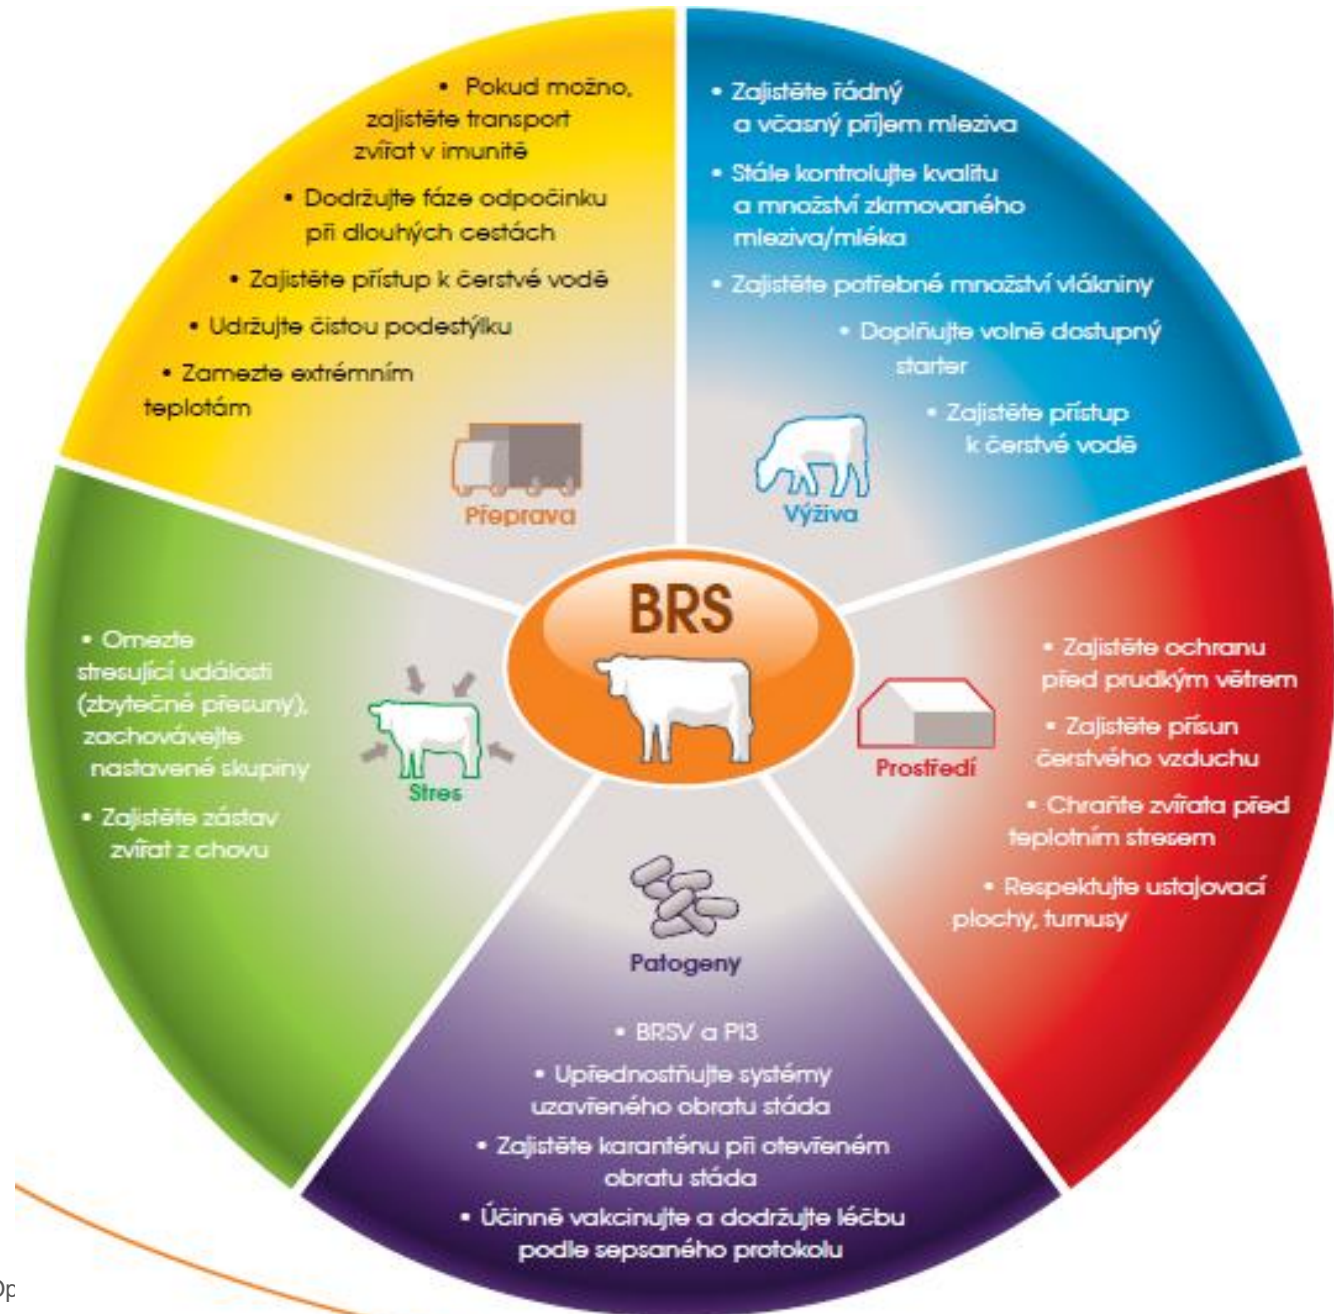 • Pokud možno,
zajistěte transport
zvířat v imunitě
• Dodržujte fáze odpočinku
při dlouhých cestách
• Zajistěte přístup k čerstvé vodě
• Udržujte čistou podestýlku
• Zamezte extrémním
teplotám
Přeprava
• Zajistěte řádný
a včasný příjem mleziva
• Stále kontrolujte kvalitu
a množství zkrmovaného
mleziva/mléka
• Zajistěte potřebné množství vlákniny
• Doplňujte volně dostupný
starter
• Zajistěte přístup
k čerstvé vodě
Výživa
BRS
• Omezte
stresující události
(zbytečné přesuny),
zachovávejte
nastavené skupiny
• Zajistěte zástav
zvířat z chovu
Stres
• Zajistěte ochranu
před prudkým větrem
• Zajistěte přísun
čerstvého vzduchu
• Chraňte zvířata před
teplotním stresem
• Respektujte ustajovací
plochy, turnusy
Prostředí
Patogeny
• BRSV a PI3
• Upřednostňujte systémy
uzavřeného obratu stáda
• Zajistěte karanténu při otevřeném
obratu stáda
• Účinně vakcinujte a dodržujte léčbu
podle sepsaného protokolu